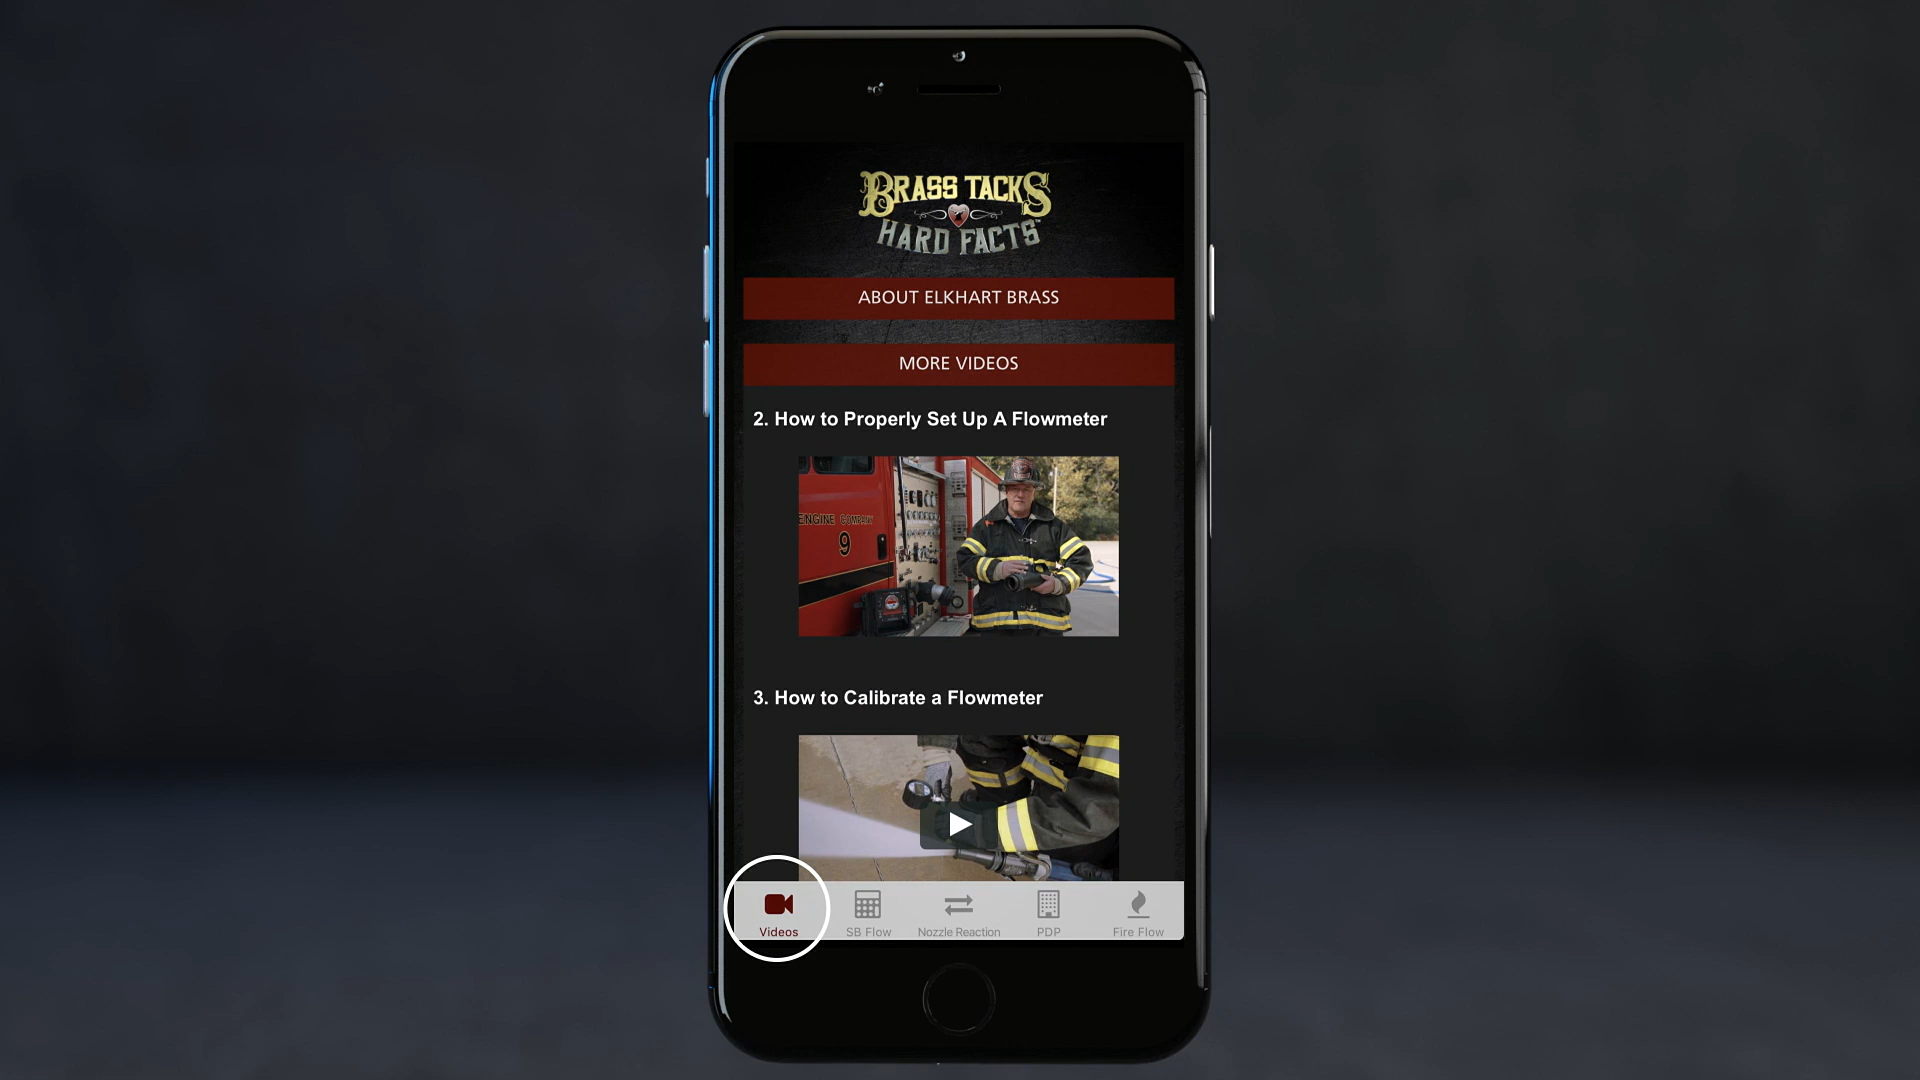 BRASS TACKS
HARD FACTS™
ABOUT ELKHART BRASS
MORE VIDEOS
2. How to Properly Set Up A Flowmeter
ENGINE COMPANY
9
3. How to Calibrate a Flowmeter
Videos
SB Flow
Nozzle Reaction
PDP
Fire Flow